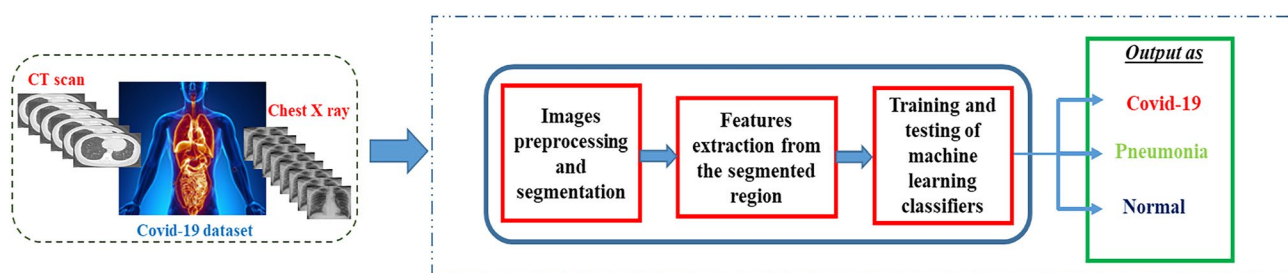 CT scan
Chest X ray
Covid-19 dataset
Images
preprocessing
and
segmentation
Features
extraction from
the segmented
region
Training and
testing of
machine
learning
classifiers
Output as
Covid-19
Pneumonia
Normal